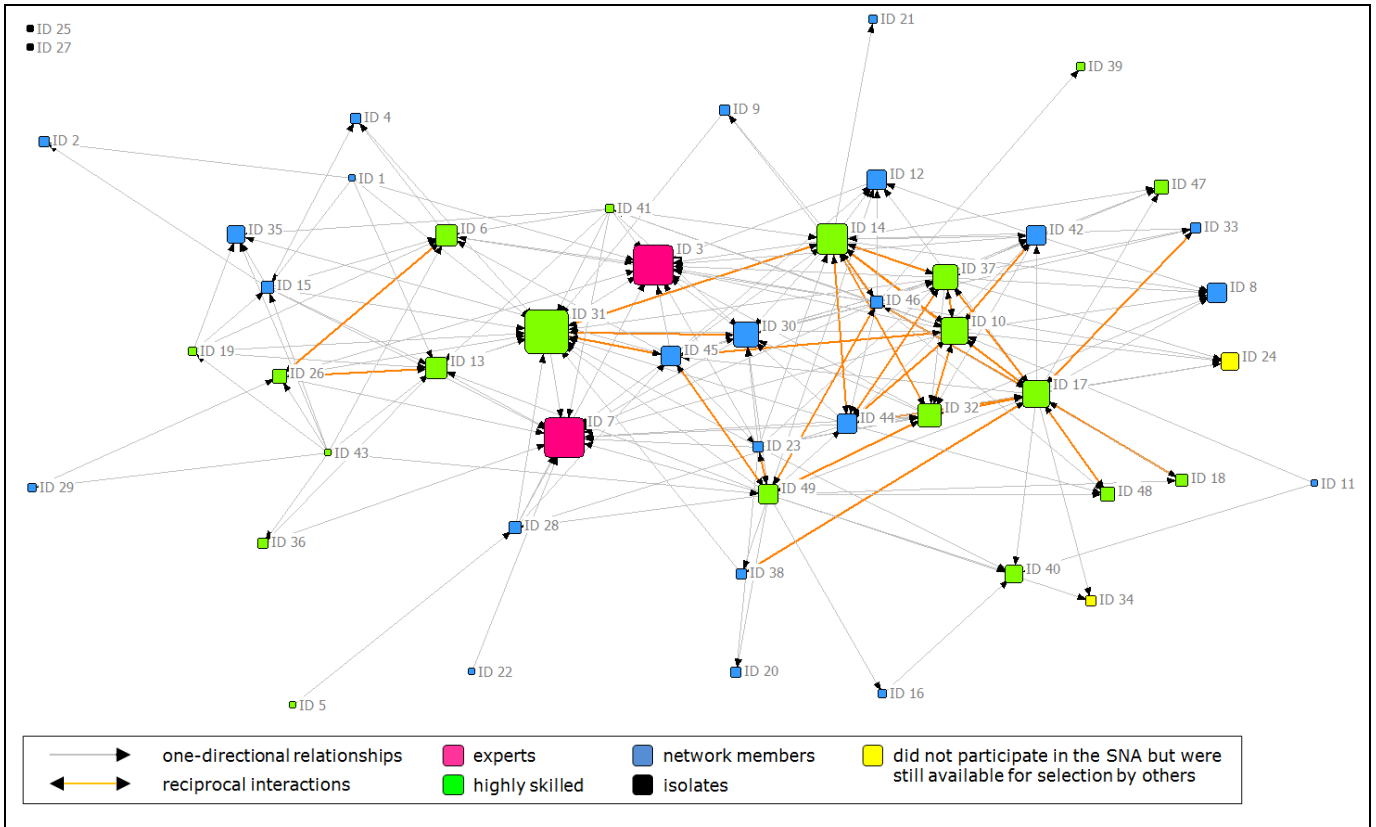 ID 21
ID 25
ID 27
ID 39
ID 9
ID 4
ID 2
ID 12
ID 1
ID 47
ID 41
ID 35
ID 6
ID 14
ID 42
ID 33
ID 3
ID 37
ID 15
ID 46
ID 8
ID 31
ID 30
ID 10
ID 19
ID 45
ID 24
ID 13
ID 26
ID 17
ID 32
ID 7
ID 44
ID 23
ID 43
ID 18
ID 11
ID 29
ID 49
ID 48
ID 28
ID 36
ID 38
ID 40
ID 34
ID 22
ID 20
ID 16
ID 5
one-directional relationships
experts
network members
did not participate in the SNA but were
still available for selection by others
reciprocal interactions
highly skilled
isolates